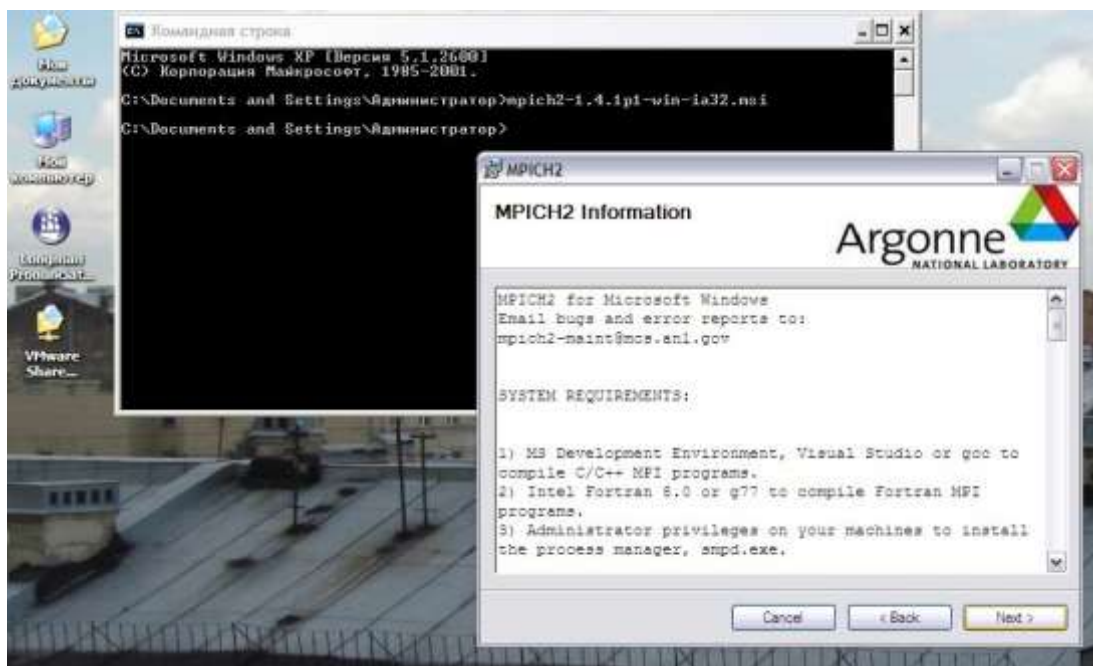 Мои
документы
Мой
компьютер
Longman
VMware
Share...
Командная строка
Microsoft Windows XP [Версия 5.1.2600]
(C) Корпорация Майкрософт, 1985-2001.
C:\Documents and Settings\Администратор>mpich2-1.4.1p1-win-ia32.msi
C:\Documents and Settings\Администратор>
MPICH2
MPICH2 Information
Argonne
NATIONAL LABORATORY
MPICH2 for Microsoft Windows
Email bugs and error reports to:
mpich2-maint@mcs.anl.gov
SYSTEM REQUIREMENTS:
1) MS Development Environment, Visual Studio or gcc to
compile C/C++ MPI programs.
2) Intel Fortran 6.0 or g77 to compile Fortran MPI
programs.
3) Administrator privileges on your machines to install
the process manager, smpd.exe.
Cancel
< Back
Next >